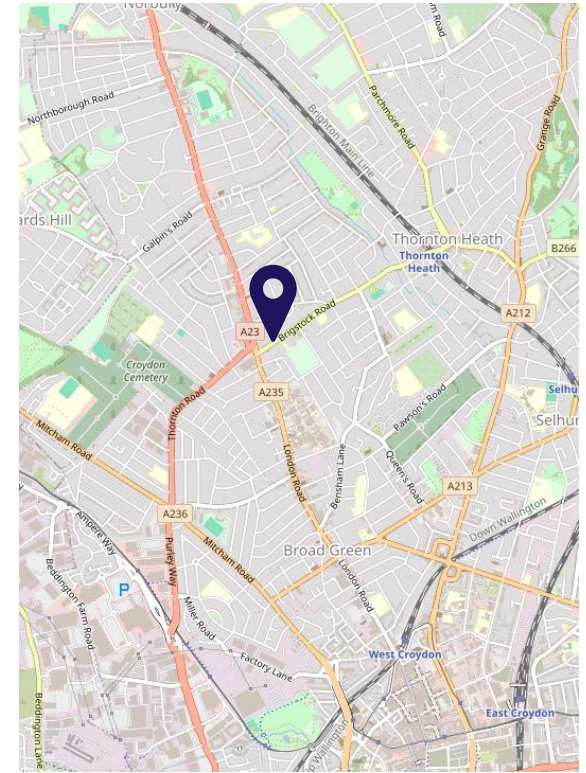 Norbury
Northborough Road
Parchmore Road
Grange Road
Brighton Main Line
Galpin's Road
ards Hill
Thornton Heath
Thornton
Heath
B266
Brigstock Road
A23
A212
Croydon
Cemetery
A235
Selhu
Pawson's Road
Selhur
Thornton Road
Mitcham Road
London Road
Bensham Lane
Queen's Road
A213
A236
Down Wallington
Ampere Way
Purley Way
Mitcham Road
Broad Green
Beddington Farm Road
P
London Road
Miller Road
Factory Lane
West Croydon
East Croydon
Beddington Lane
Wallington